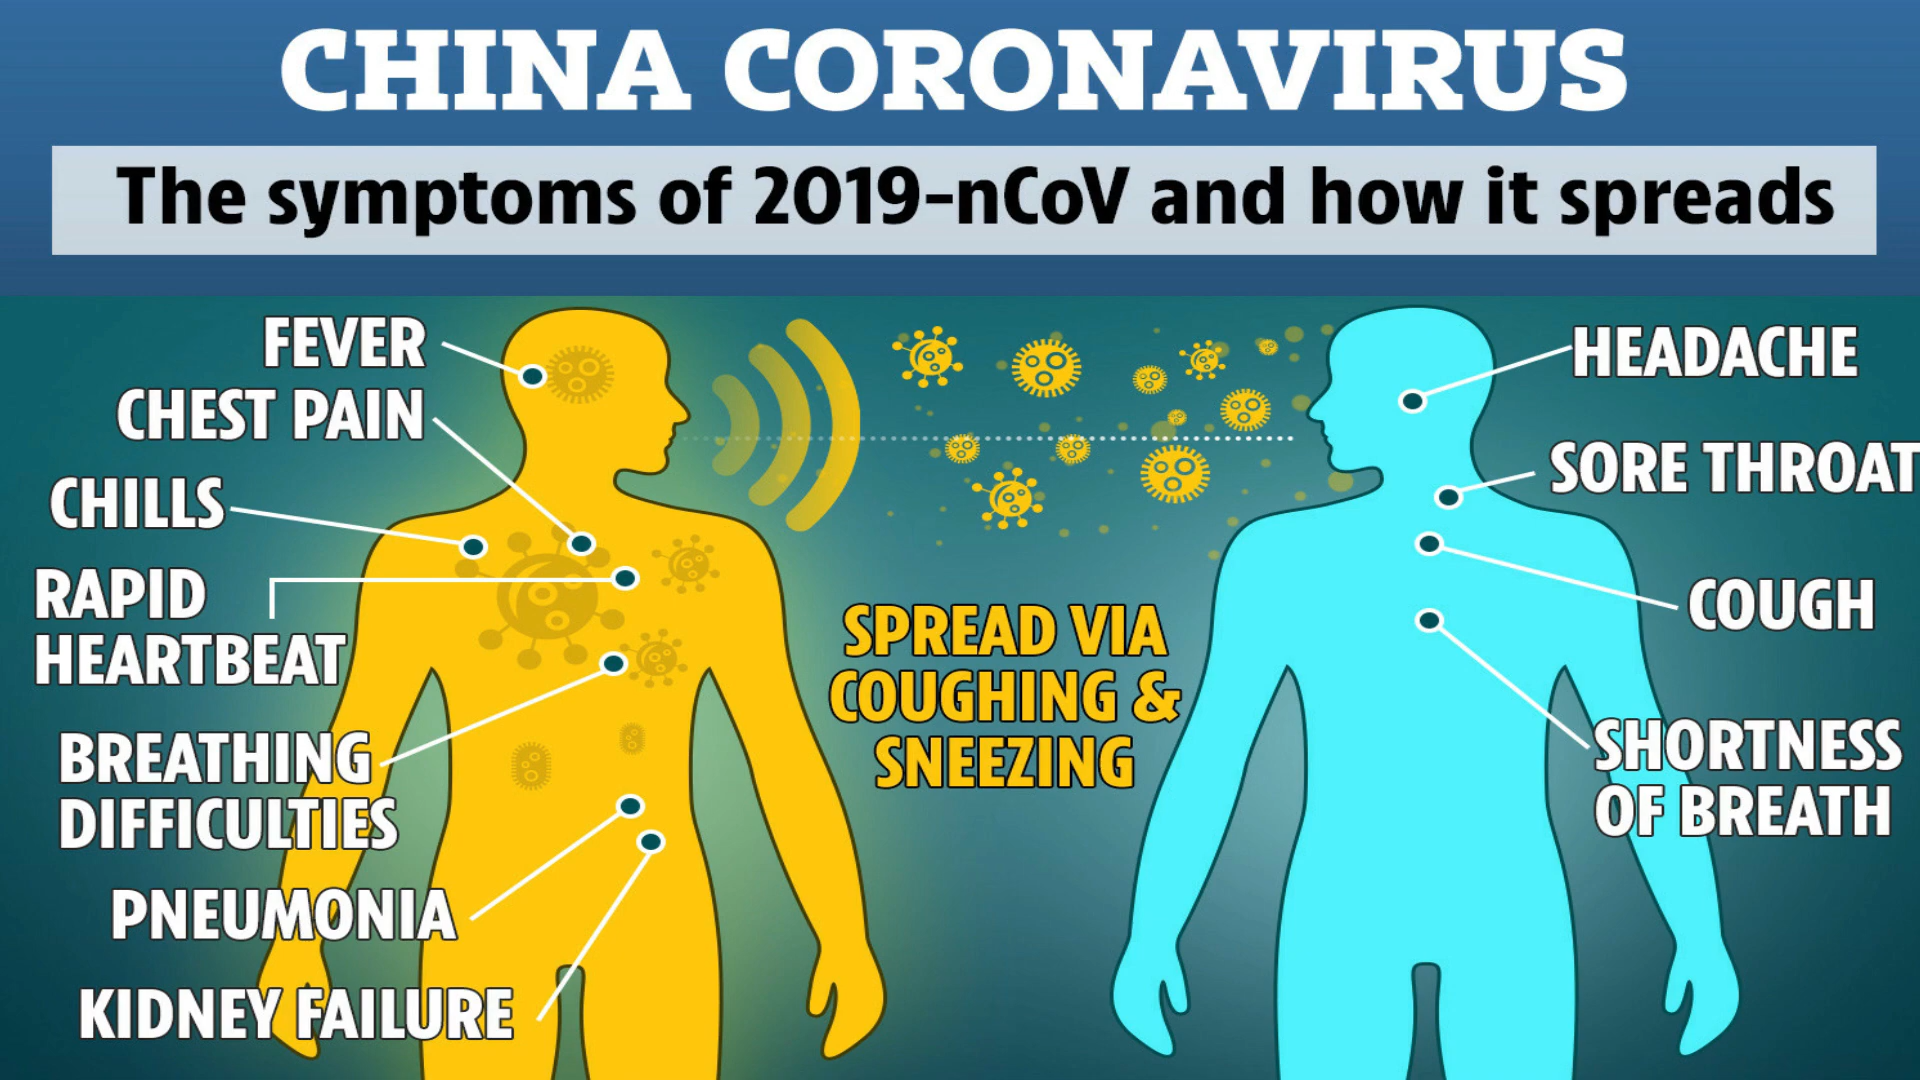 CHINA CORONAVIRUS
The symptoms of 2019-nCoV and how it spreads
FEVER
CHEST PAIN
CHILLS
RAPID
HEARTBEAT
BREATHING
DIFFICULTIES
PNEUMONIA
KIDNEY FAILURE
SPREAD VIA
COUGHING &
SNEEZING
HEADACHE
SORE THROAT
COUGH
SHORTNESS
OF BREATH